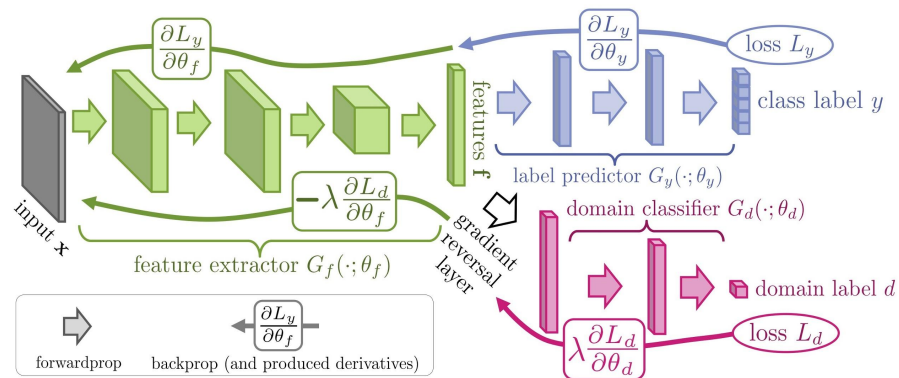 ∂L_y/∂θ_f
∂L_y/∂θ_y
loss L_y
features f
class label y
label predictor G_y(·; θ_y)
−λ ∂L_d/∂θ_f
input x
domain classifier G_d(·; θ_d)
feature extractor G_f(·; θ_f)
gradient
reversal
layer
domain label d
λ ∂L_d/∂θ_d
loss L_d
∂L_y/∂θ_f
forwardprop
backprop (and produced derivatives)